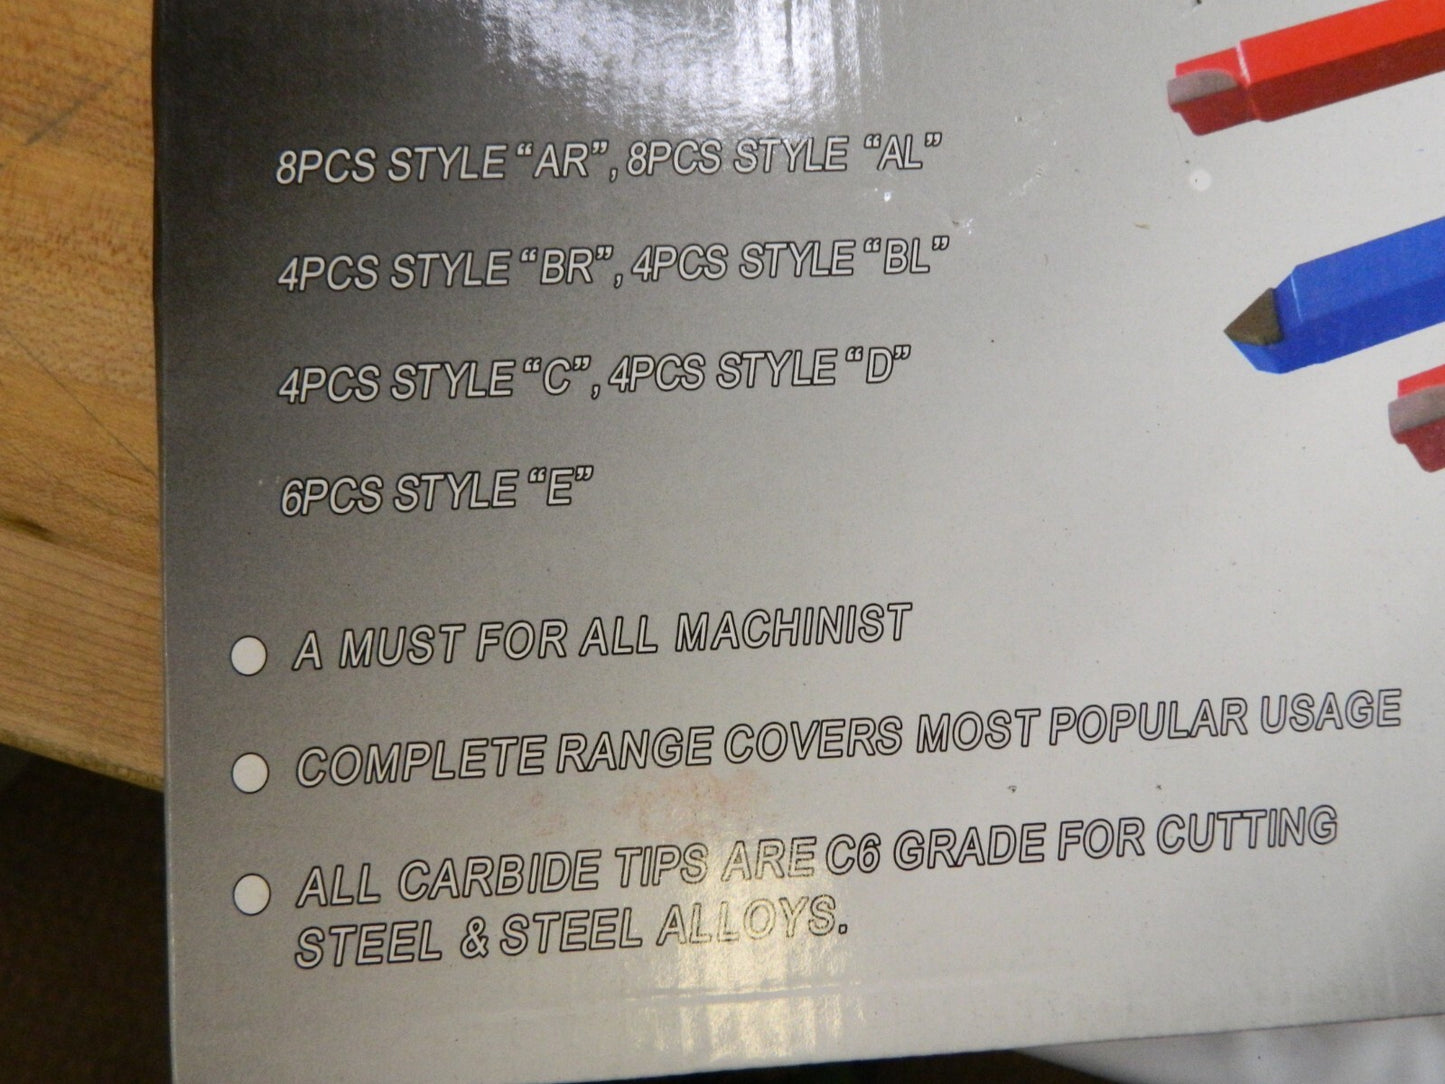 8PCS STYLE “AR”, 8PCS STYLE “AL”
4PCS STYLE “BR”, 4PCS STYLE “BL”
4PCS STYLE “C”, 4PCS STYLE “D”
6PCS STYLE “E”
A MUST FOR ALL MACHINIST
COMPLETE RANGE COVERS MOST POPULAR USAGE
ALL CARBIDE TIPS ARE C6 GRADE FOR CUTTING
STEEL & STEEL ALLOYS.